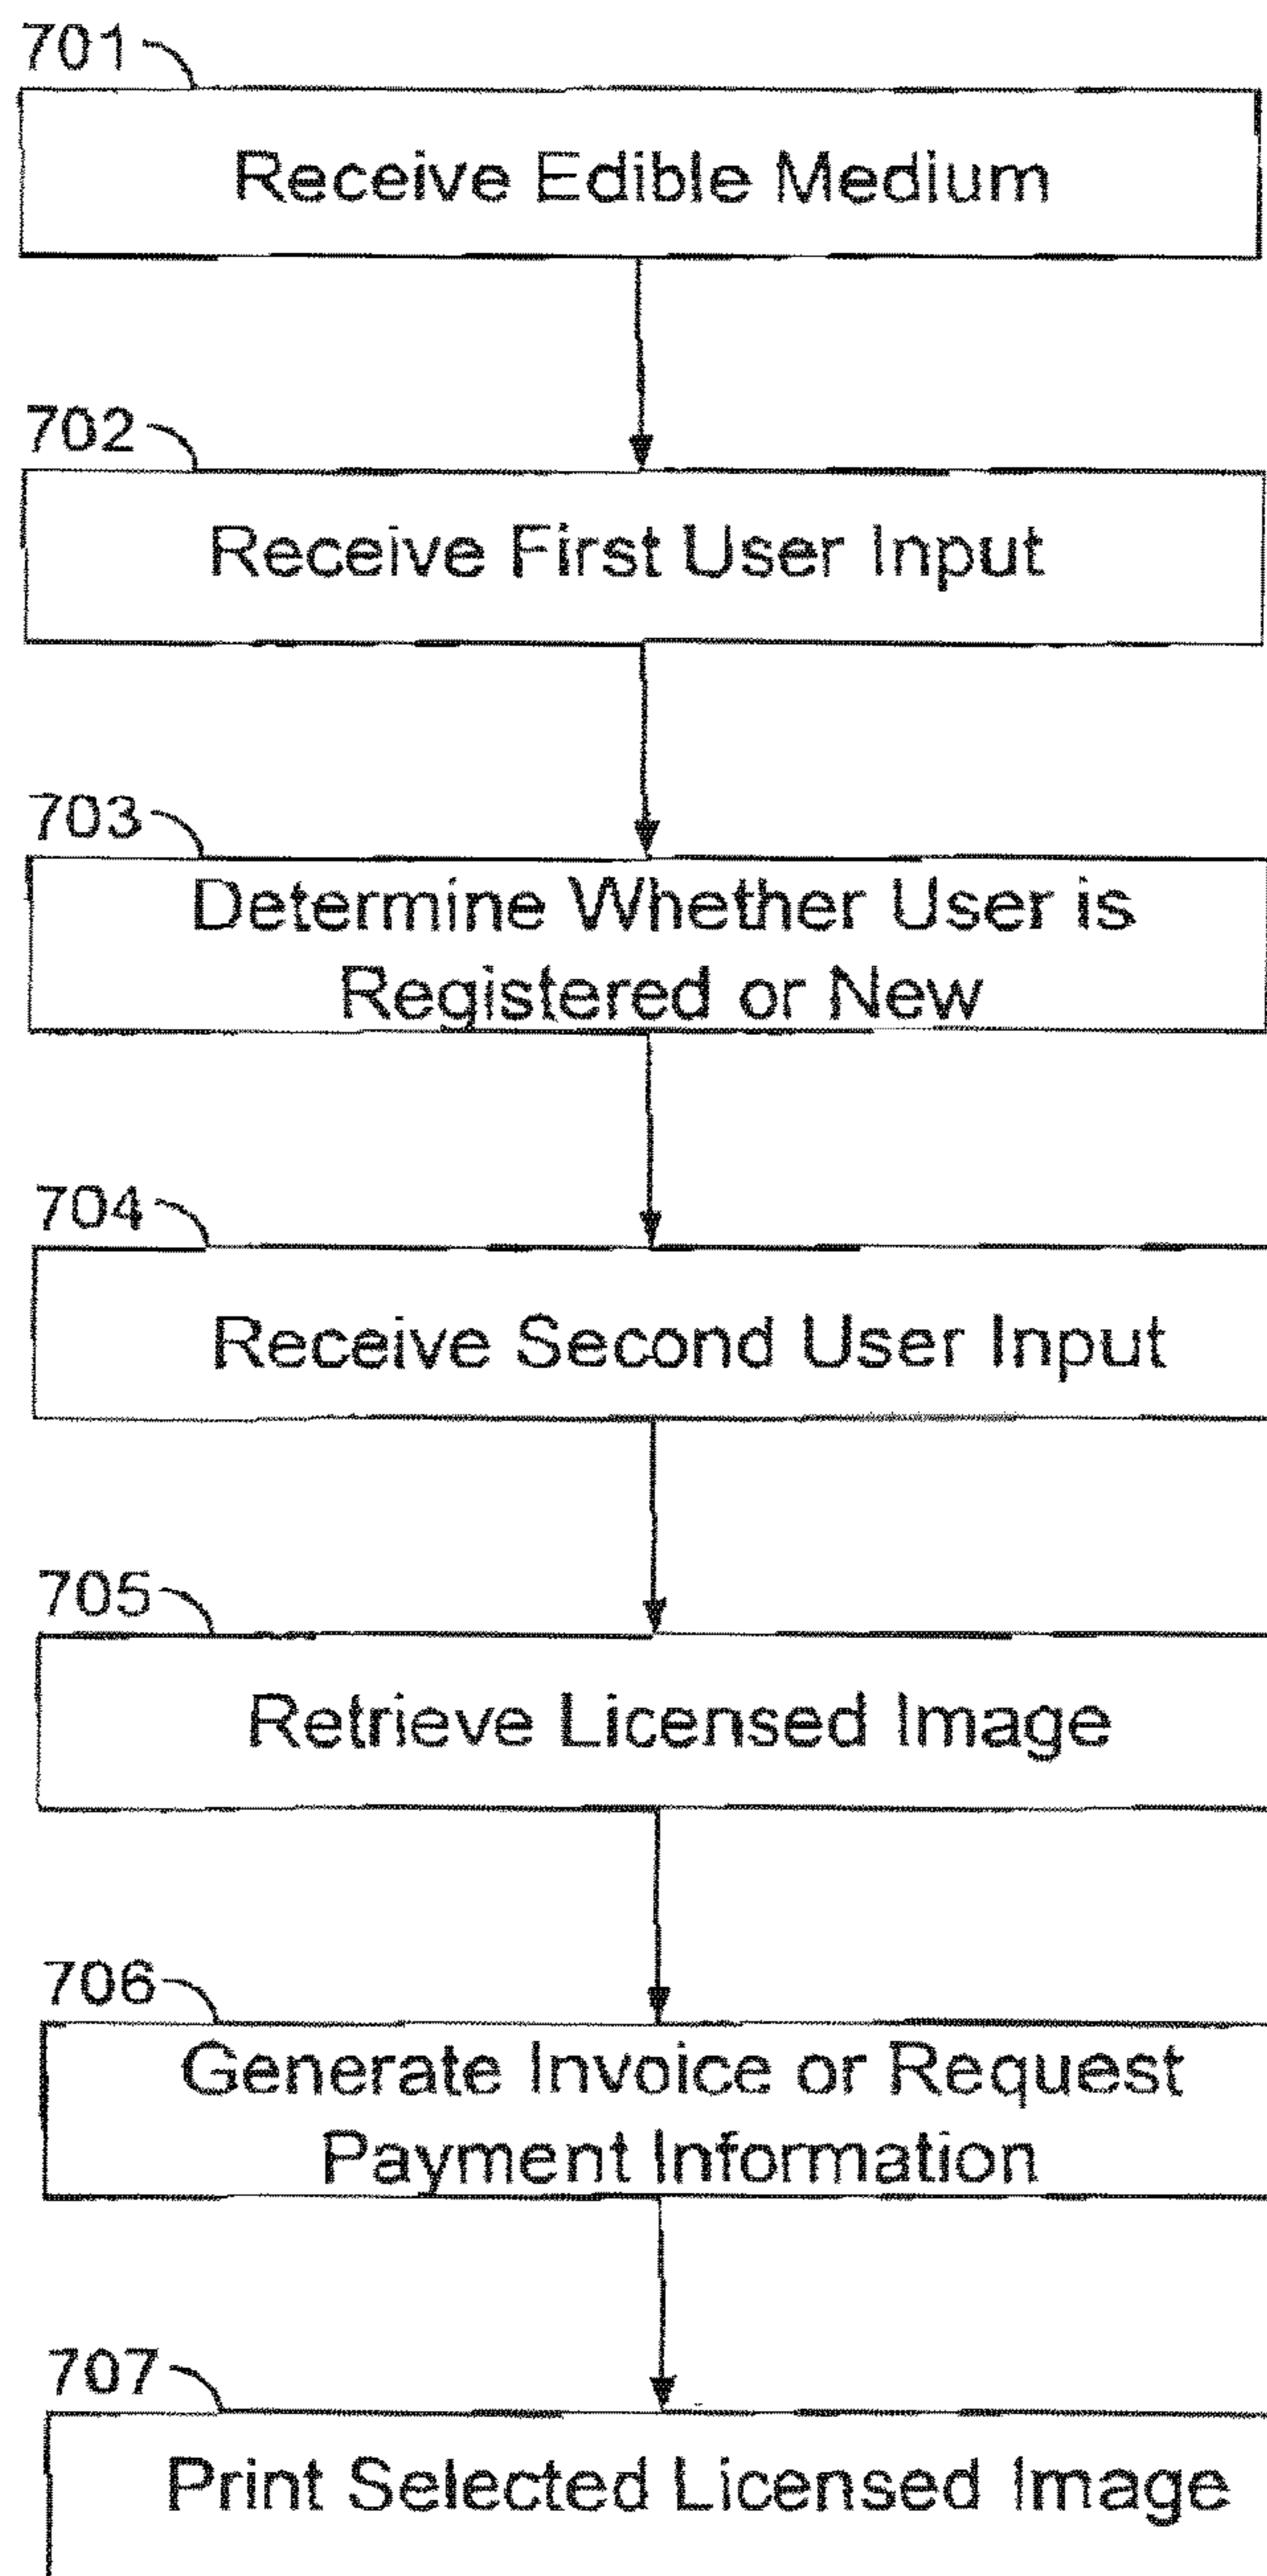 701
Receive Edible Medium
702
Receive First User Input
703
Determine Whether User is
Registered or New
704
Receive Second User Input
705
Retrieve Licensed Image
706
Generate Invoice or Request
Payment Information
707
Print Selected Licensed Image